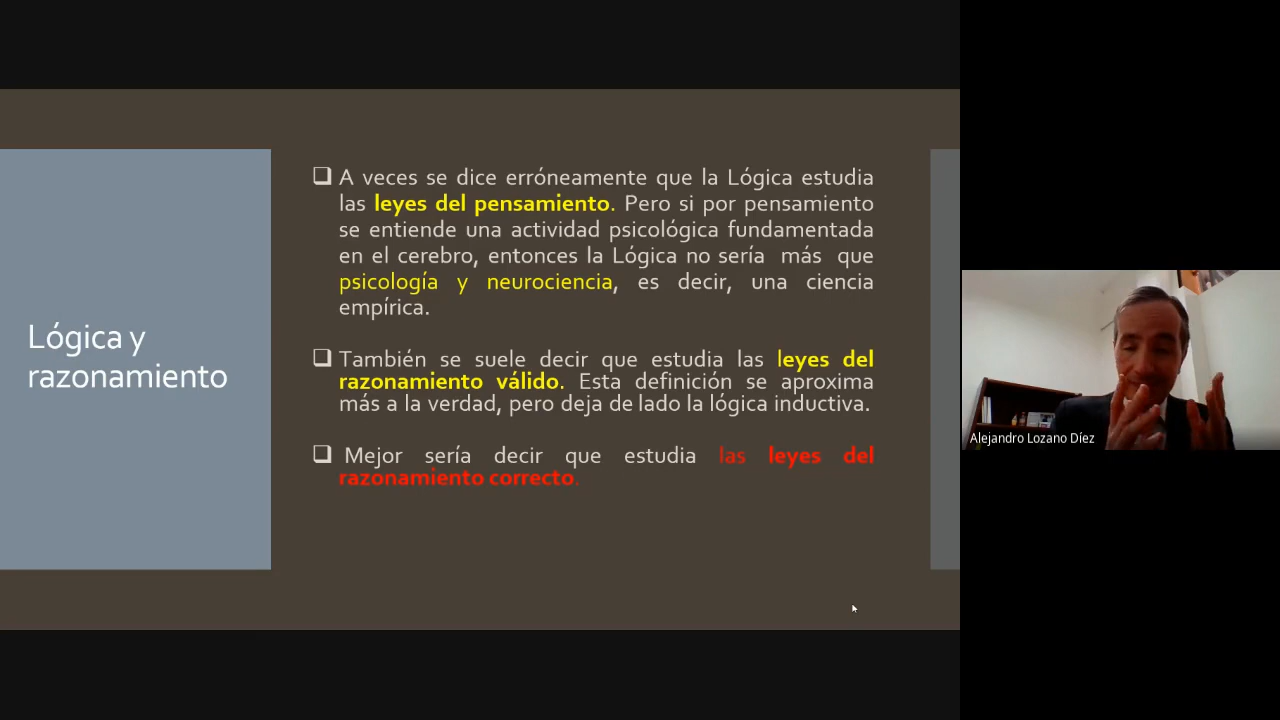 Lógica y
razonamiento
❑ A veces se dice erróneamente que la Lógica estudia
las leyes del pensamiento. Pero si por pensamiento
se entiende una actividad psicológica fundamentada
en el cerebro, entonces la Lógica no sería más que
psicología y neurociencia, es decir, una ciencia
empírica.
❑ También se suele decir que estudia las leyes del
razonamiento válido. Esta definición se aproxima
más a la verdad, pero deja de lado la lógica inductiva.
❑ Mejor sería decir que estudia las leyes del
razonamiento correcto.
Alejandro Lozano Díez